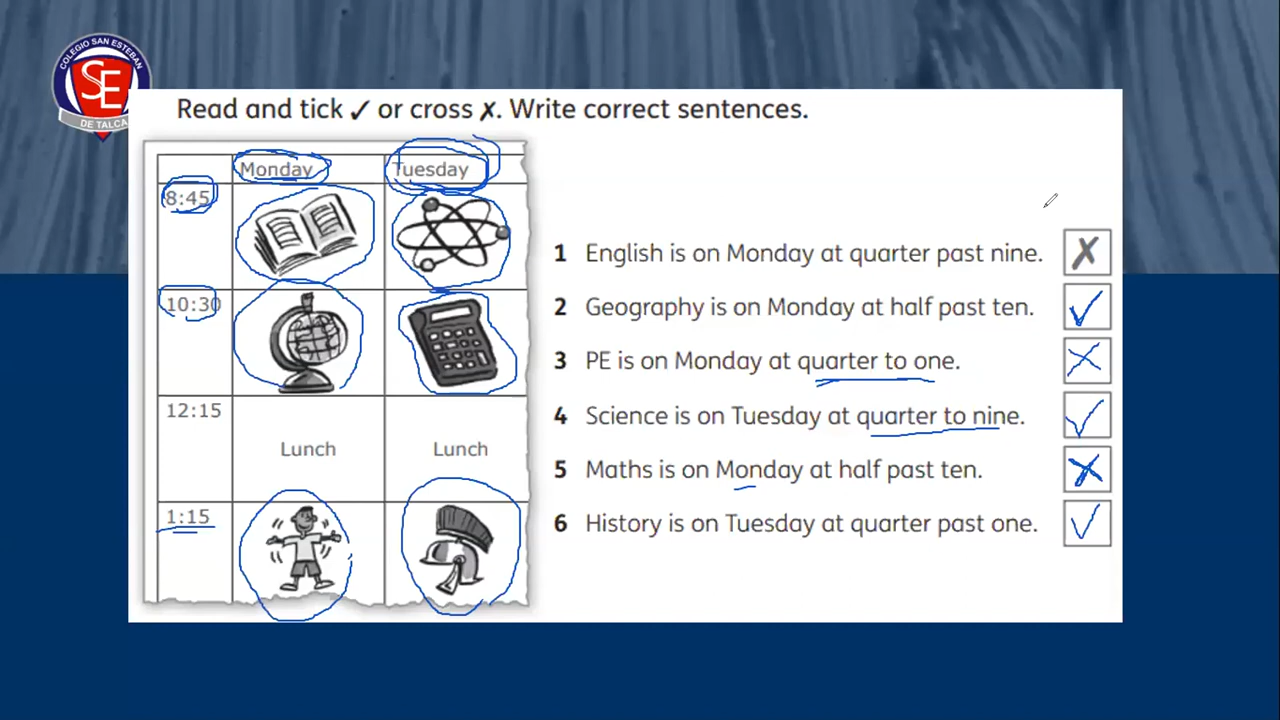 COLEGIO SAN ESTEBAN
SE
DE TALCA
Read and tick ✓ or cross ✗. Write correct sentences.
Monday Tuesday
8:45
10:30
12:15
Lunch Lunch
1:15
1 English is on Monday at quarter past nine. ✗
2 Geography is on Monday at half past ten. ✓
3 PE is on Monday at quarter to one. ✗
4 Science is on Tuesday at quarter to nine. ✓
5 Maths is on Monday at half past ten. ✗
6 History is on Tuesday at quarter past one. ✓